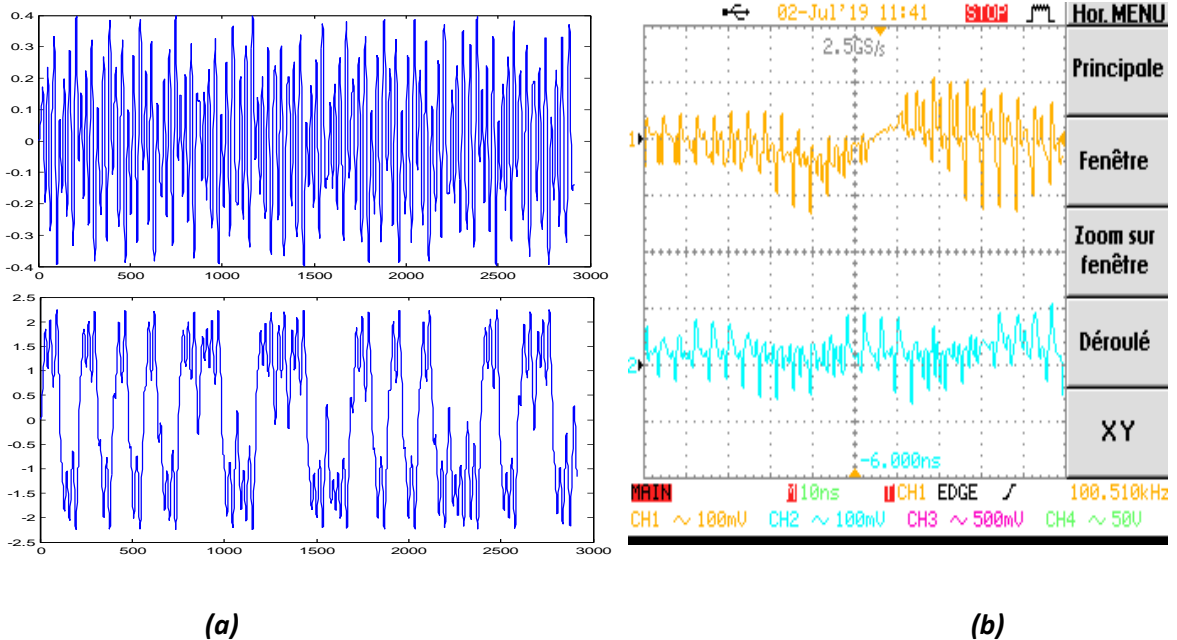 0.4
0.3
0.2
0.1
0
-0.1
-0.2
-0.3
-0.4
0 500 1000 1500 2000 2500 3000
2.5
2
1.5
1
0.5
0
-0.5
-1
-1.5
-2
-2.5
0 500 1000 1500 2000 2500 3000
(a)
02-Jul'19 11:41 STOP Hor. MENU
2.5GS/s
Principale
1
Fenêtre
Zoom sur
fenêtre
2
Déroulé
XY
-6.000ns
MAIN M 10ns T CH1 EDGE 100.510kHz
CH1 ~ 100mV CH2 ~ 100mV CH3 ~ 500mV CH4 ~ 50V
(b)